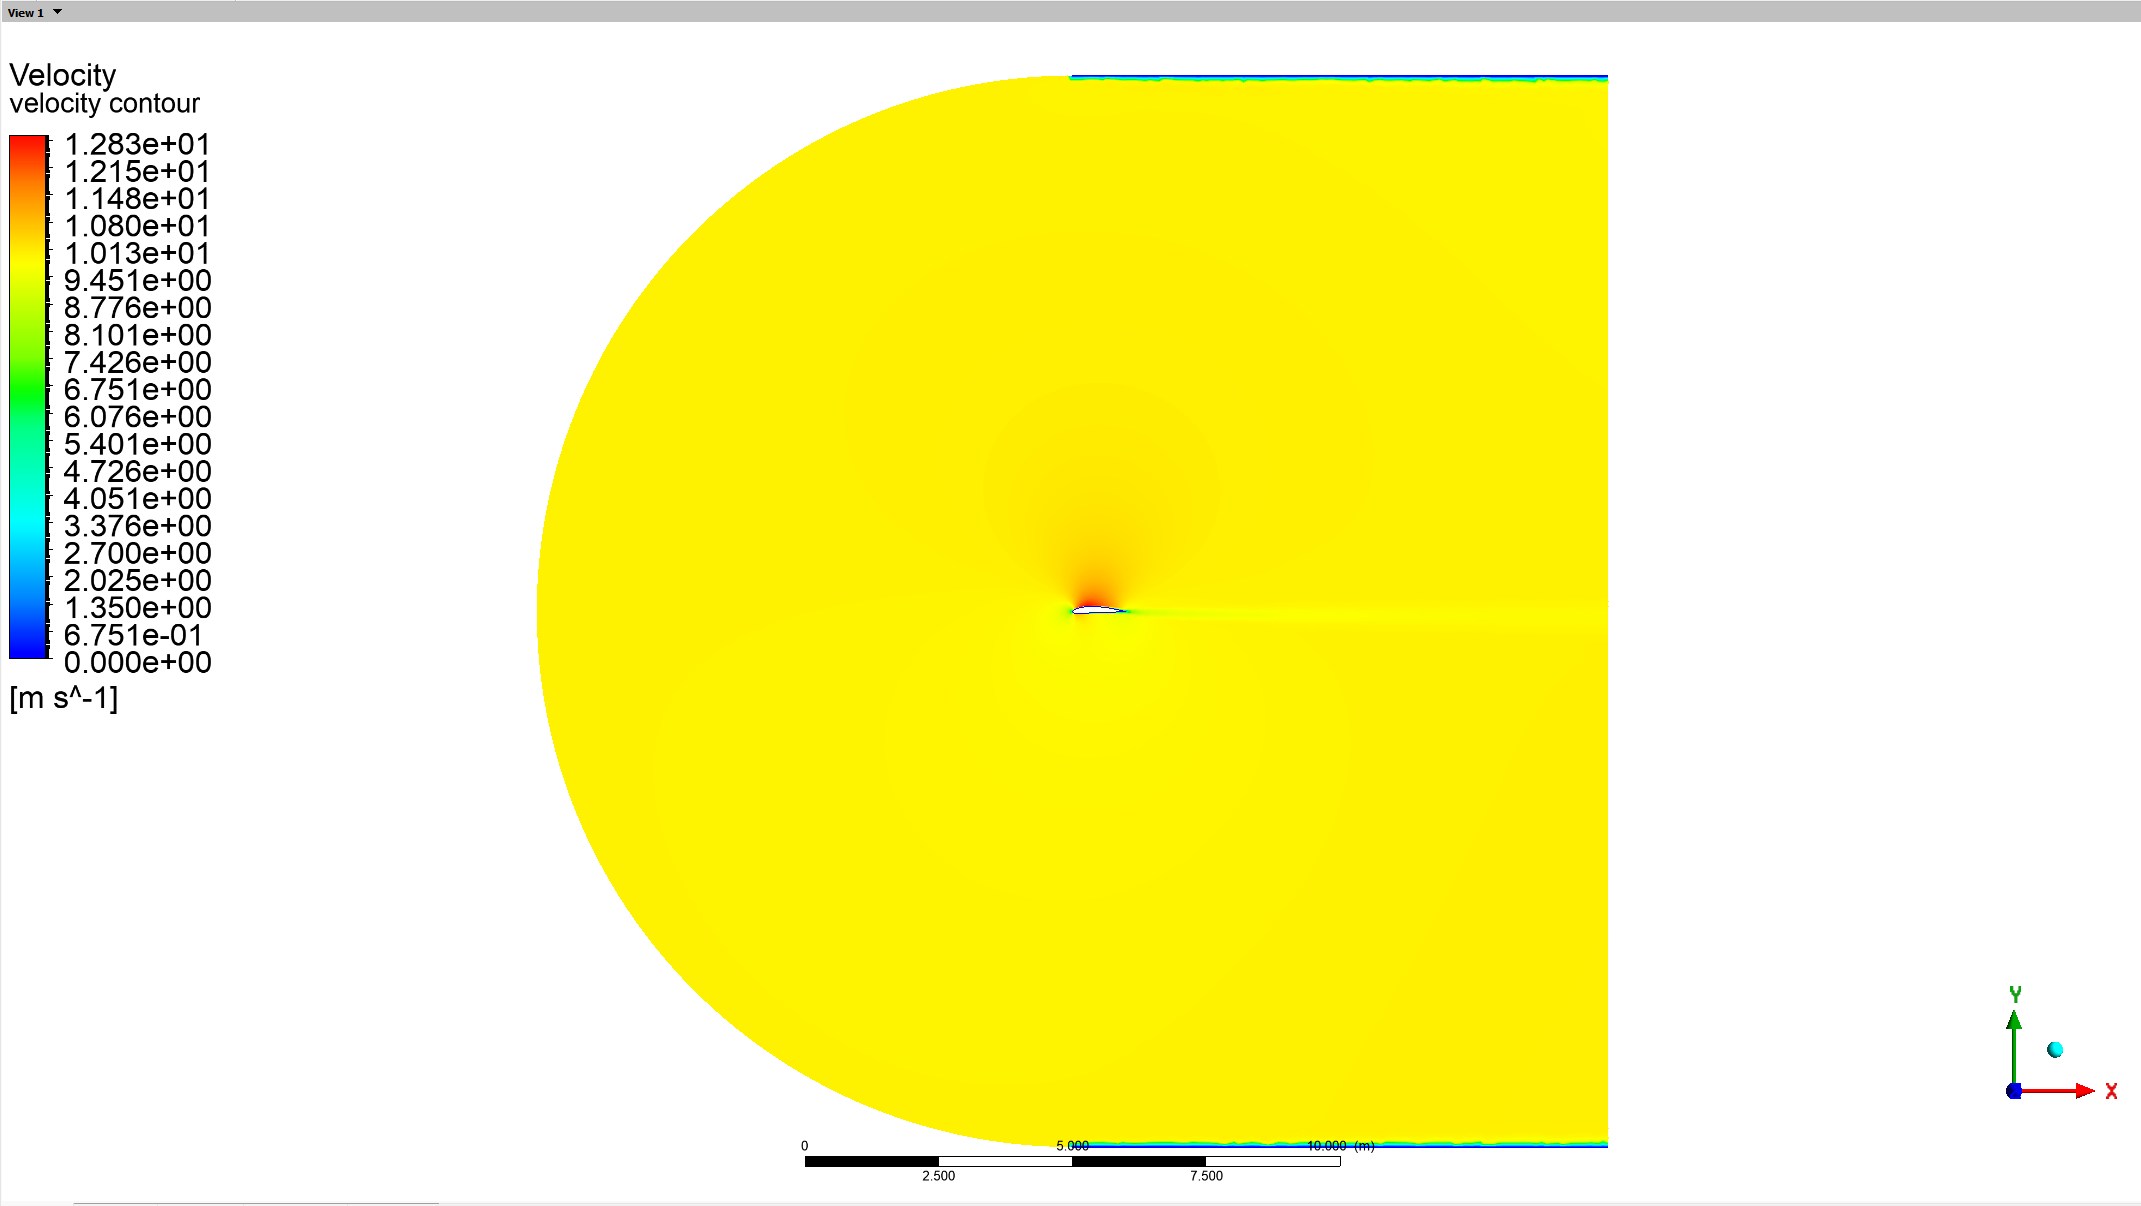 View 1
Velocity
velocity contour
1.283e+01
1.215e+01
1.148e+01
1.080e+01
1.013e+01
9.451e+00
8.776e+00
8.101e+00
7.426e+00
6.751e+00
6.076e+00
5.401e+00
4.726e+00
4.051e+00
3.376e+00
2.700e+00
2.025e+00
1.350e+00
6.751e-01
0.000e+00
[m s^-1]
Y
X
0 5.000 10.000 (m)
2.500 7.500